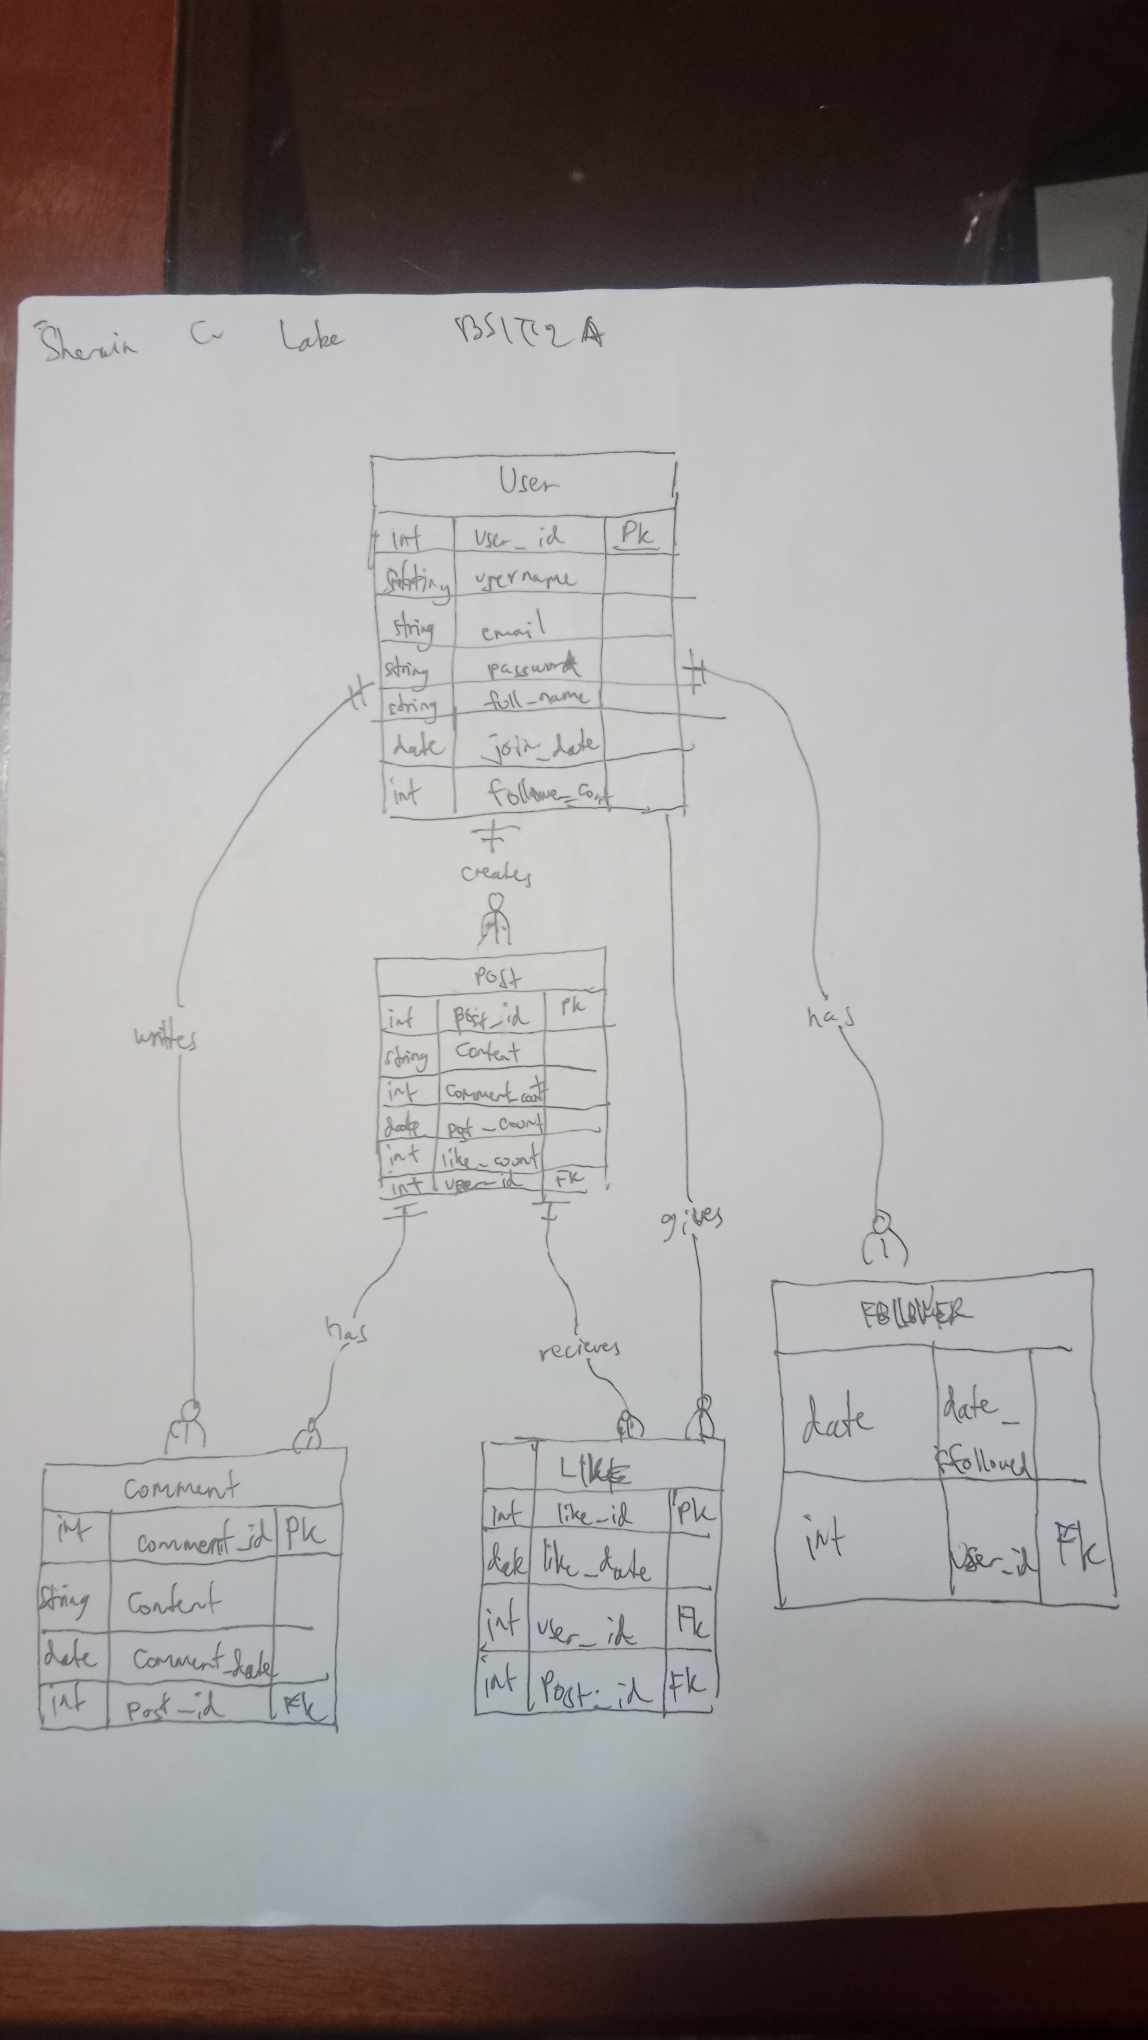 Sherwin C. Lake BSIT2A
User
int user_id Pk
string username
string email
string password
string full_name
date join_date
int
creates
Post
int post_id Pk
string Content
int comment_cont
date post_count
int like_count
int user_id FK
writes
has
gives
has
recieves
FOLLOWER
date date_
followed
int user_id Fk
Comment
int comment_id Pk
string Content
date Comment_date
int post_id Fk
LIKE
int like_id Pk
date like_date
int user_id Fk
int Post_id Fk